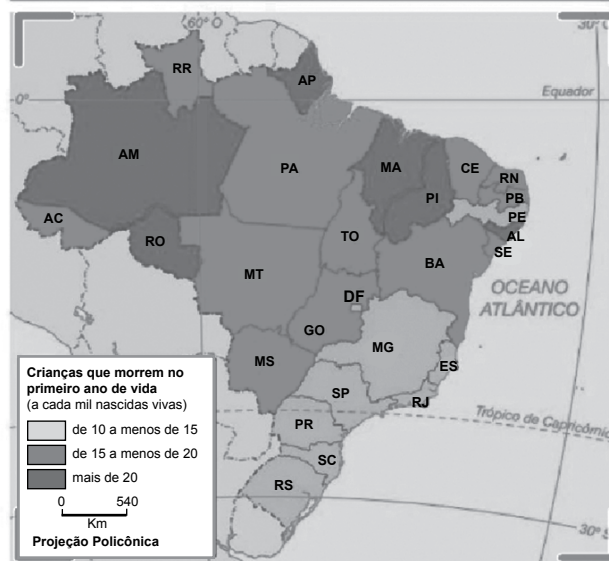 60° O
30° O
RR
AP
0°
Equador
AM
PA
MA
CE
RN
PB
PI
PE
AC
AL
TO
SE
RO
BA
MT
OCEANO
ATLÂNTICO
DF
GO
MG
MS
ES
SP
RJ
Trópico de Capricórnio
PR
SC
RS
30° S
Crianças que morrem no
primeiro ano de vida
(a cada mil nascidas vivas)
de 10 a menos de 15
de 15 a menos de 20
mais de 20
0 540
Km
Projeção Policônica